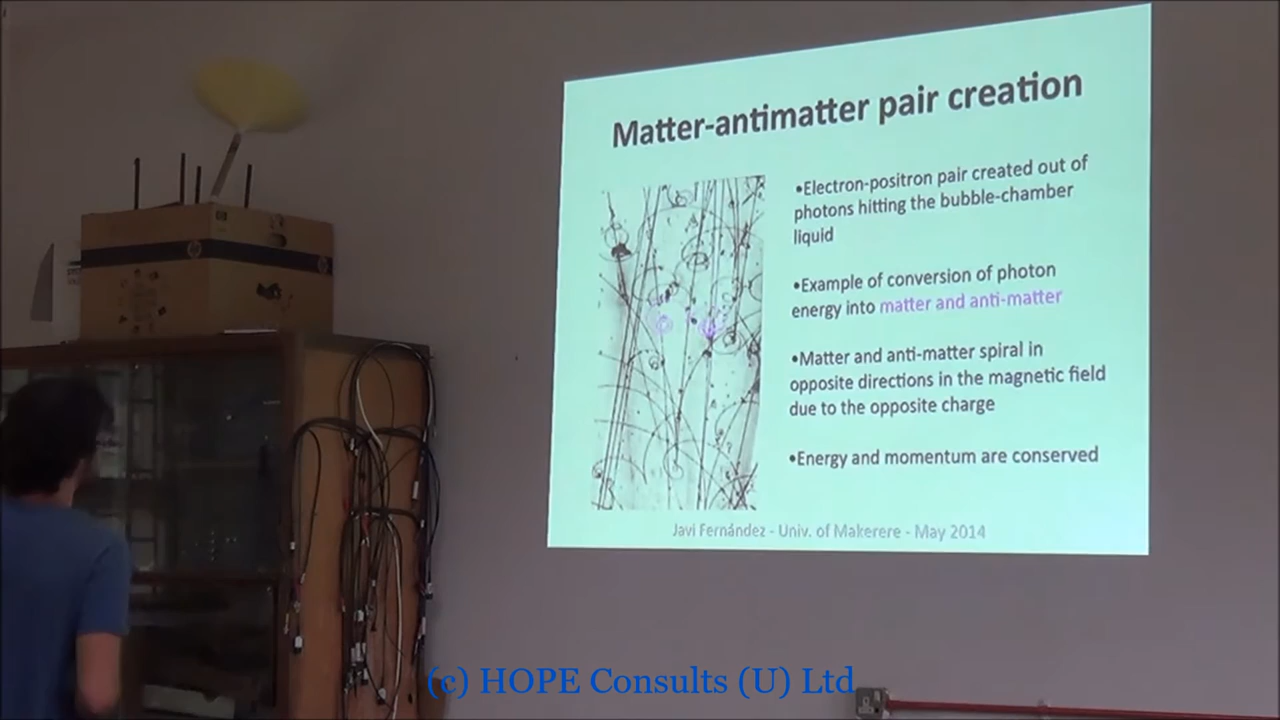 Matter-antimatter pair creation
•Electron-positron pair created out of
photons hitting the bubble-chamber
liquid
•Example of conversion of photon
energy into matter and anti-matter
•Matter and anti-matter spiral in
opposite directions in the magnetic field
due to the opposite charge
•Energy and momentum are conserved
Javi Fernández - Univ. of Makerere - May 2014
(c) HOPE Consults (U) Ltd